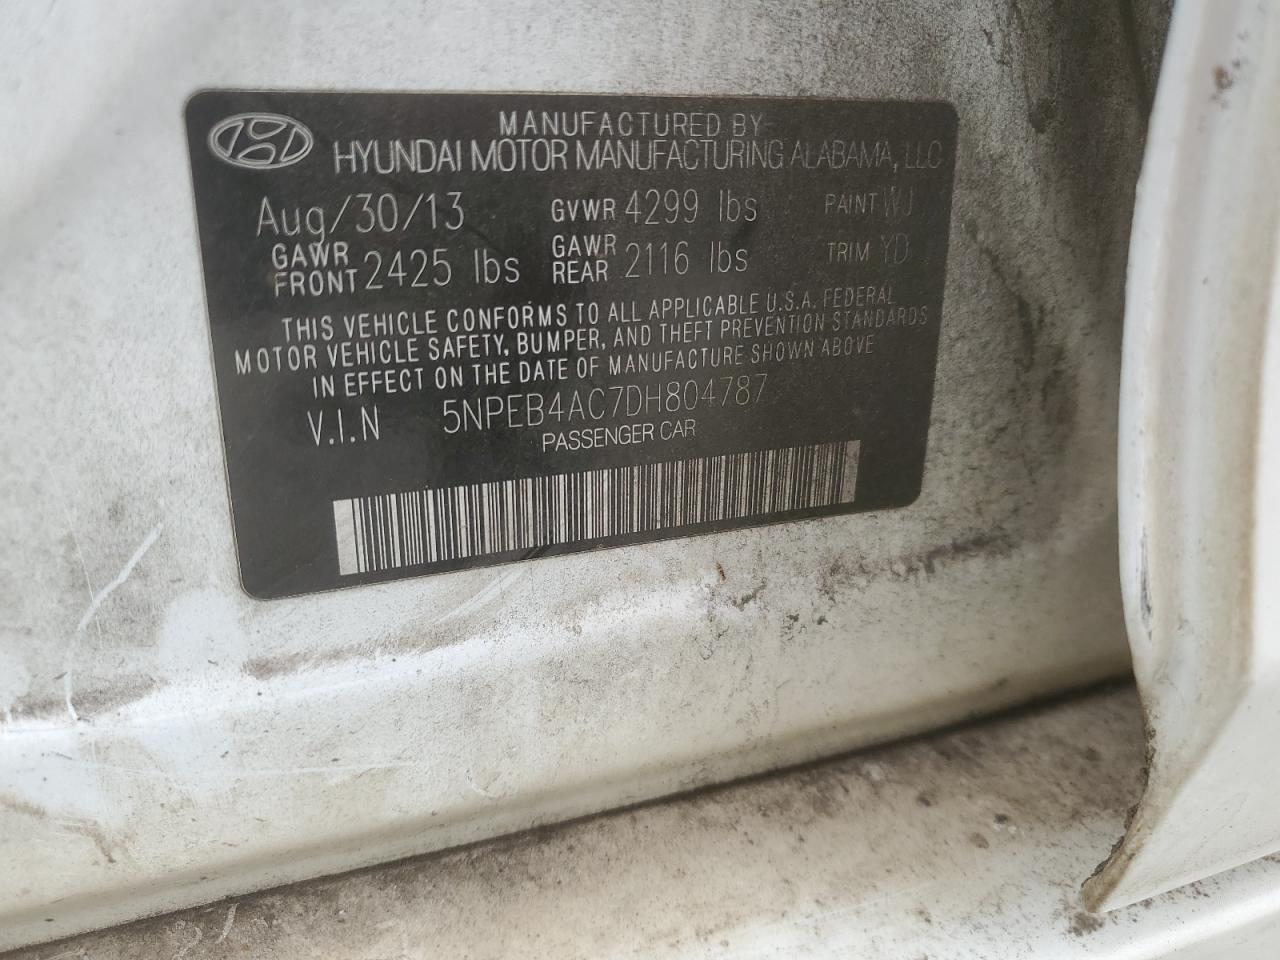 MANUFACTURED BY
HYUNDAI MOTOR MANUFACTURING ALABAMA, LLC
Aug/30/13 GVWR 4299 lbs PAINT WJ
GAWR FRONT 2425 lbs GAWR REAR 2116 lbs TRIM YD
THIS VEHICLE CONFORMS TO ALL APPLICABLE U.S.A. FEDERAL
MOTOR VEHICLE SAFETY, BUMPER, AND THEFT PREVENTION STANDARDS
IN EFFECT ON THE DATE OF MANUFACTURE SHOWN ABOVE
V.I.N 5NPEB4AC7DH804787
PASSENGER CAR